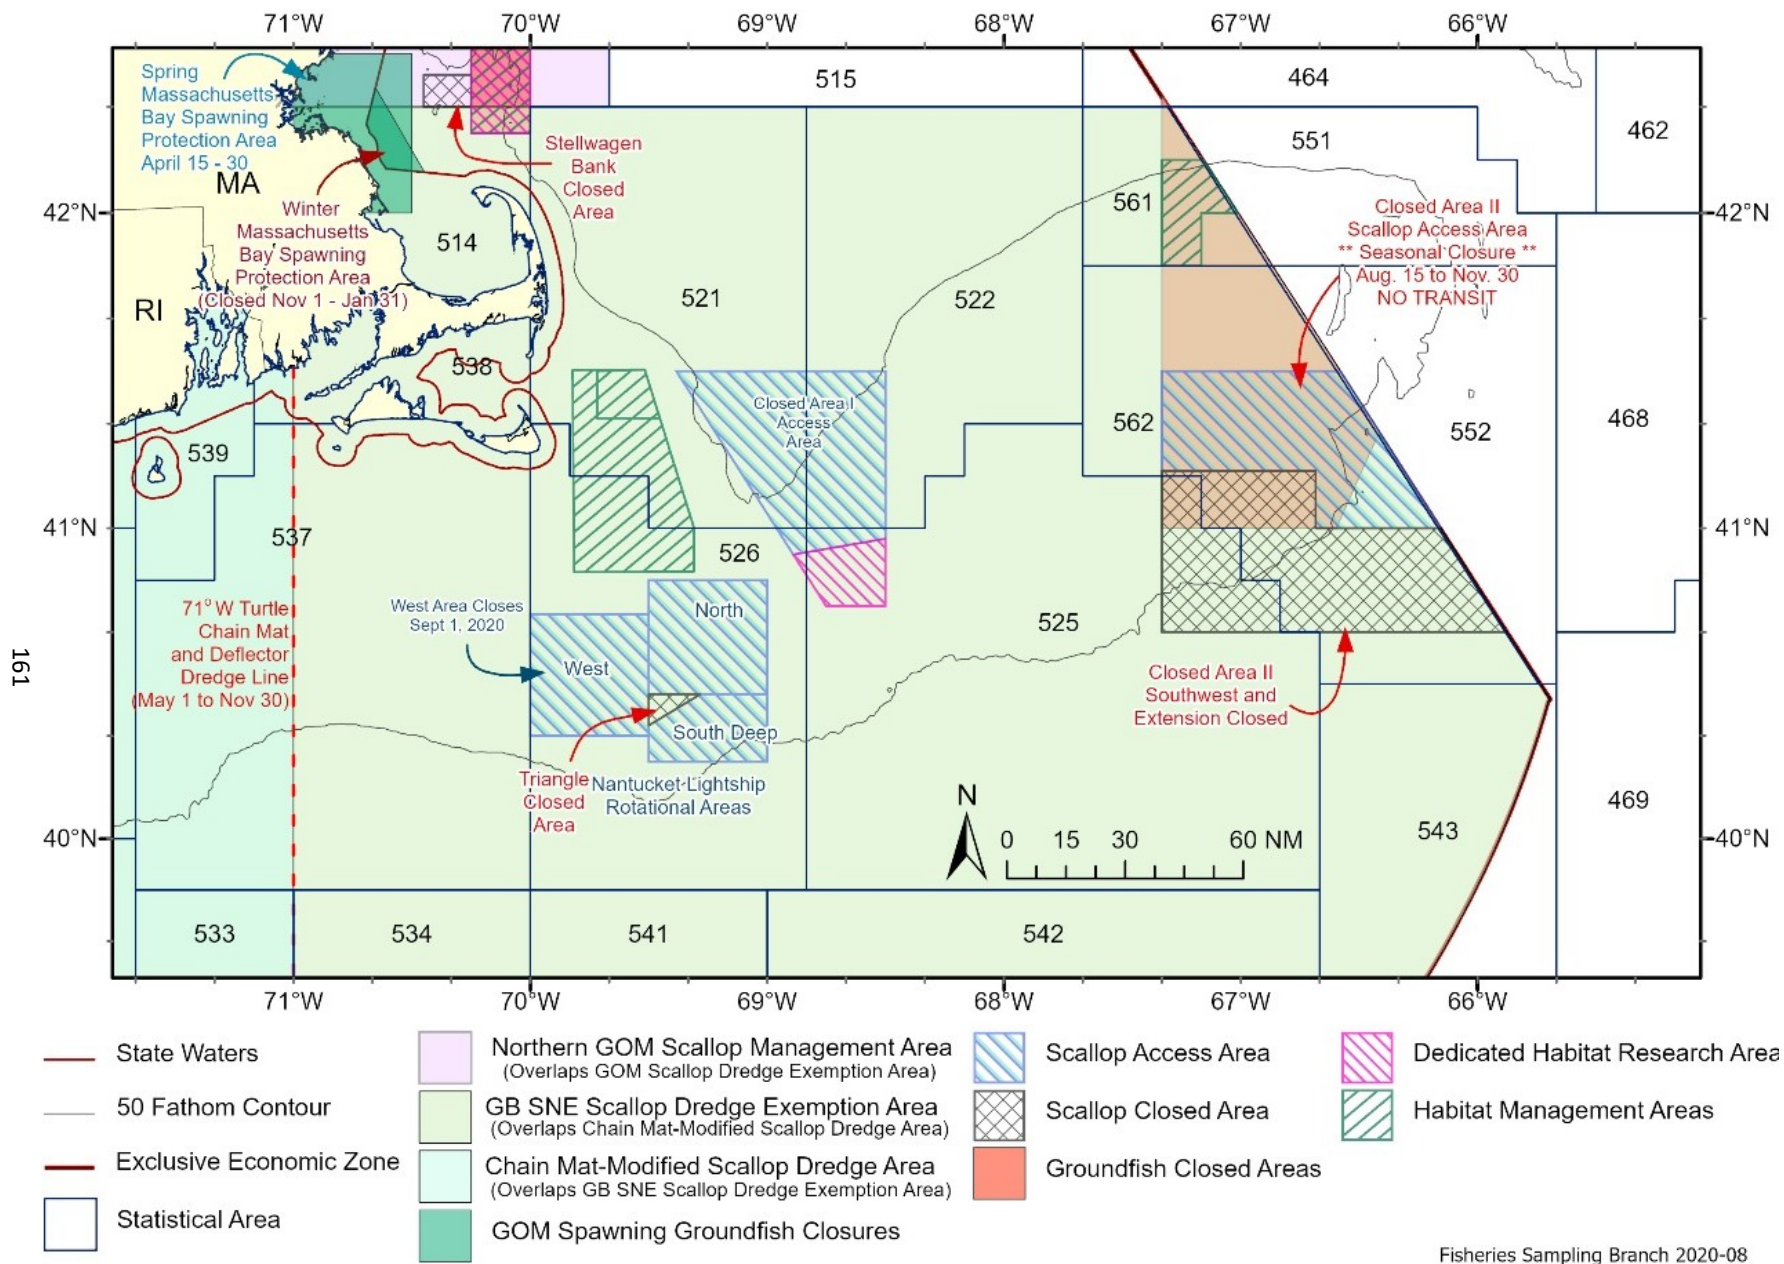 71°W
70°W
69°W
68°W
67°W
66°W
Spring
Massachusetts
Bay Spawning
Protection Area
April 15 - 30
MA
Winter
Massachusetts
Bay Spawning
Protection Area
(Closed Nov 1 - Jan 31)
RI
514
Stellwagen
Bank
Closed
Area
515
464
551
462
42°N
42°N
561
Closed Area II
Scallop Access Area
** Seasonal Closure **
Aug. 15 to Nov. 30
NO TRANSIT
521
522
538
Closed Area I
Access
Area
562
552
468
539
41°N
41°N
537
526
71° W Turtle
Chain Mat
and Deflector
Dredge Line
(May 1 to Nov 30)
West Area Closes
Sept 1, 2020
North
West
South Deep
525
Closed Area II
Southwest and
Extension Closed
Triangle
Closed
Area
Nantucket Lightship
Rotational Areas
161
N
0 15 30 60 NM
543
469
40°N
40°N
533
534
541
542
71°W
70°W
69°W
68°W
67°W
66°W
State Waters
50 Fathom Contour
Exclusive Economic Zone
Statistical Area
Northern GOM Scallop Management Area
(Overlaps GOM Scallop Dredge Exemption Area)
GB SNE Scallop Dredge Exemption Area
(Overlaps Chain Mat-Modified Scallop Dredge Area)
Chain Mat-Modified Scallop Dredge Area
(Overlaps GB SNE Scallop Dredge Exemption Area)
GOM Spawning Groundfish Closures
Scallop Access Area
Scallop Closed Area
Groundfish Closed Areas
Dedicated Habitat Research Area
Habitat Management Areas
Fisheries Sampling Branch 2020-08